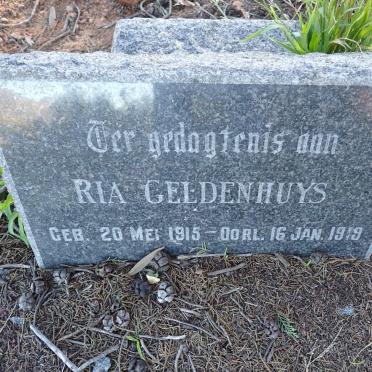 Ter gedagtenis aan
RIA GELDENHUYS
GEB. 20 MEI 1915 – OORL. 16 JAN. 1919